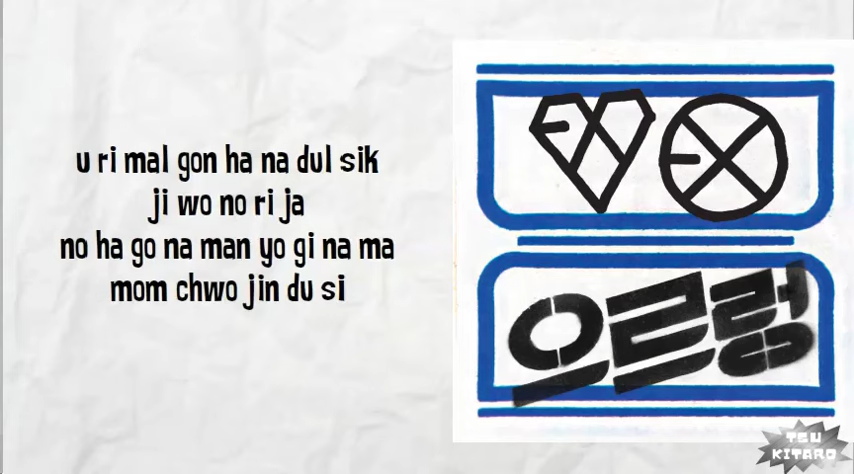 u ri mal gon ha na dul sik
ji wo no ri ja
no ha go na man yo gi na ma
mom chwo jin du si
EXO
으르렁
TSU
KITARO